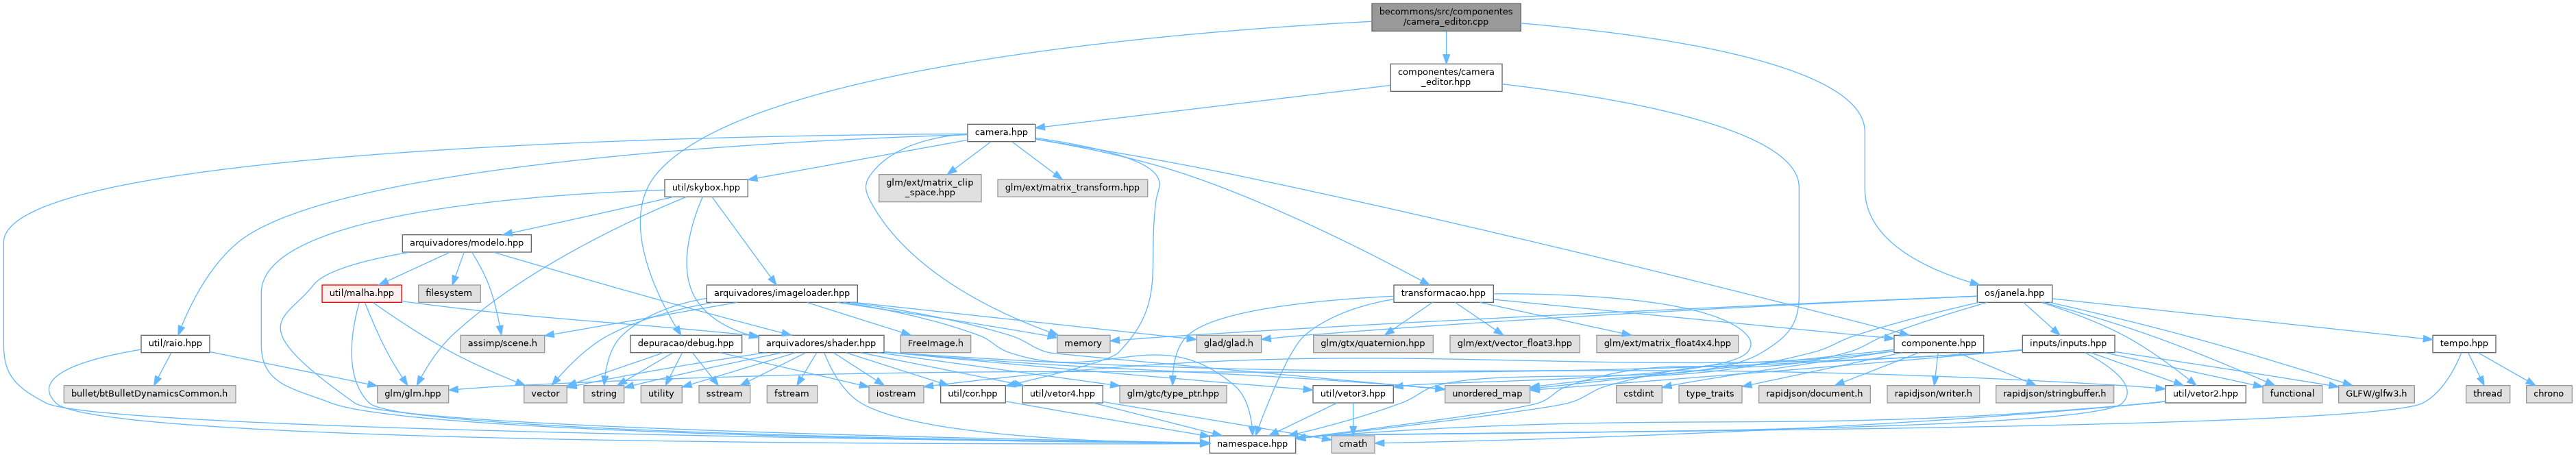 becommons/src/componentes
/camera_editor.cpp
componentes/camera
_editor.hpp
camera.hpp
util/skybox.hpp
glm/ext/matrix_clip
_space.hpp
glm/ext/matrix_transform.hpp
arquivadores/modelo.hpp
util/malha.hpp
filesystem
arquivadores/imageloader.hpp
transformacao.hpp
os/janela.hpp
util/raio.hpp
assimp/scene.h
depuracao/debug.hpp
arquivadores/shader.hpp
FreeImage.h
memory
glad/glad.h
glm/gtx/quaternion.hpp
glm/ext/vector_float3.hpp
glm/ext/matrix_float4x4.hpp
componente.hpp
inputs/inputs.hpp
tempo.hpp
bullet/btBulletDynamicsCommon.h
glm/glm.hpp
vector
string
utility
sstream
fstream
iostream
util/cor.hpp
util/vetor4.hpp
glm/gtc/type_ptr.hpp
util/vetor3.hpp
unordered_map
cstdint
type_traits
rapidjson/document.h
rapidjson/writer.h
rapidjson/stringbuffer.h
util/vetor2.hpp
functional
GLFW/glfw3.h
thread
chrono
namespace.hpp
cmath